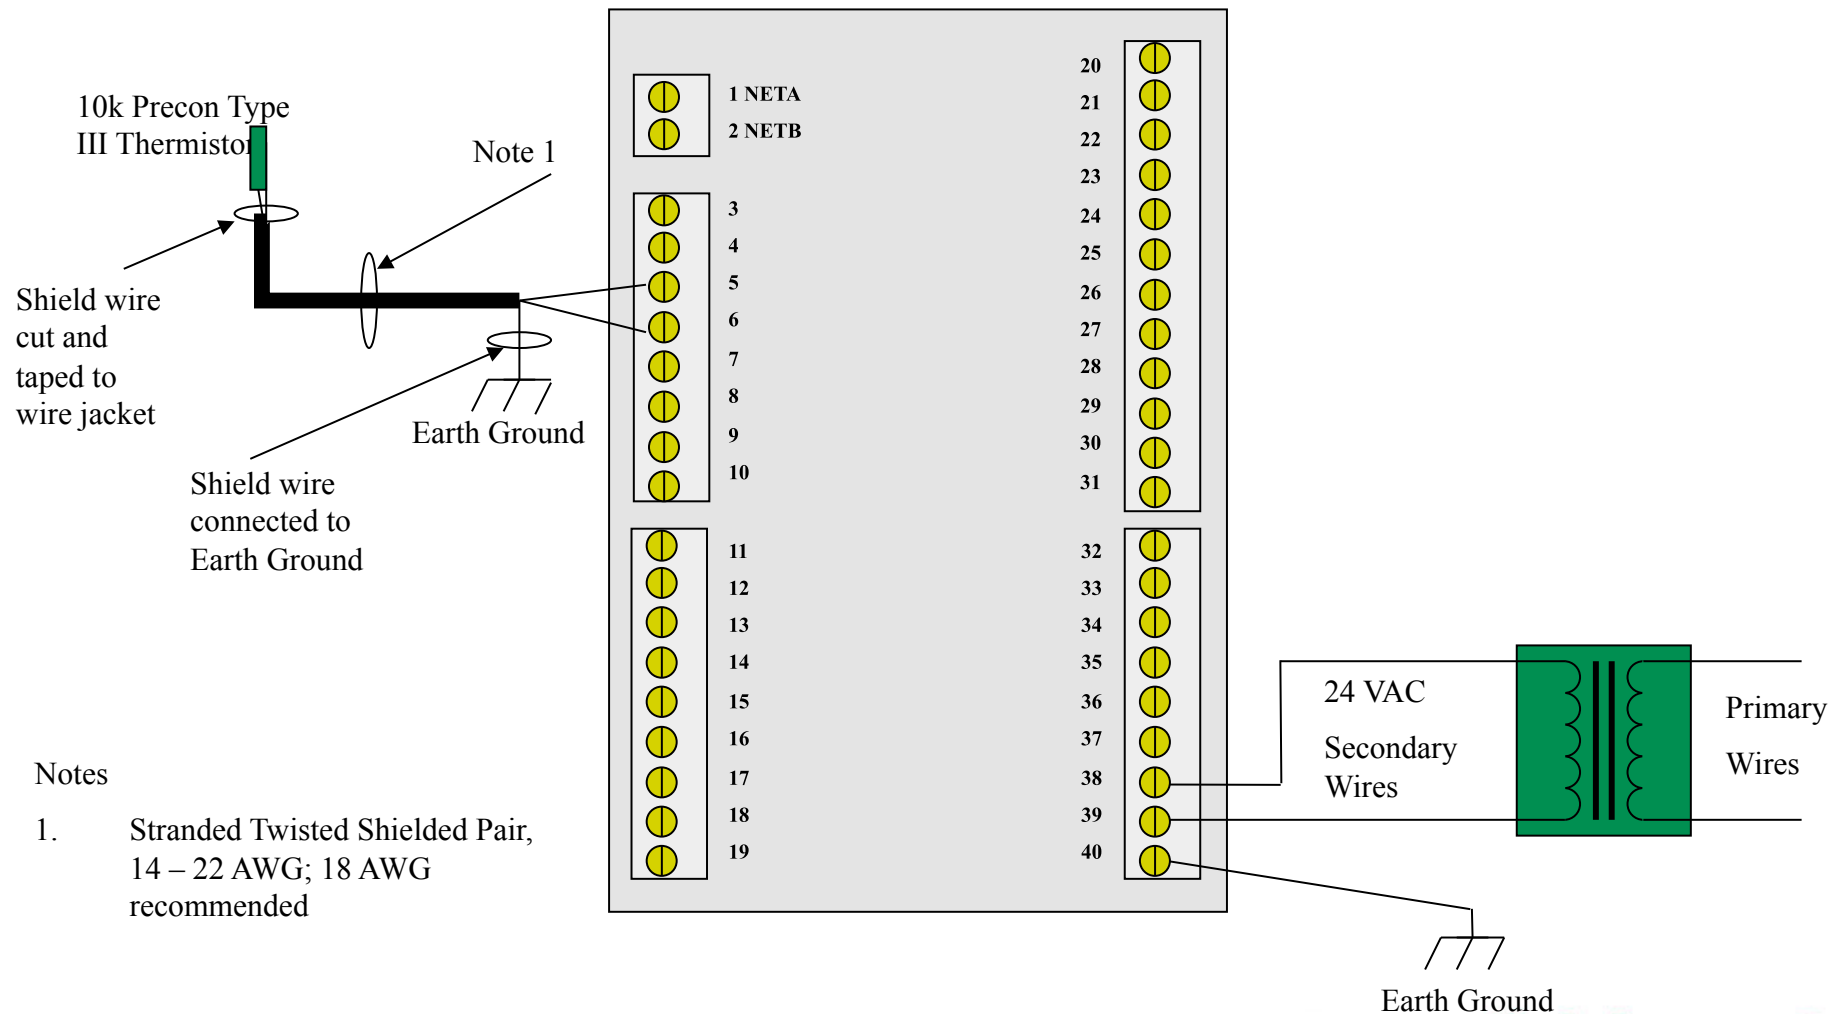 10k Precon Type
III Thermistor
Note 1
Shield wire
cut and
taped to
wire jacket
Earth Ground
Shield wire
connected to
Earth Ground
Notes
1. Stranded Twisted Shielded Pair,
14 – 22 AWG; 18 AWG
recommended
1 NETA
2 NETB
3
4
5
6
7
8
9
10
11
12
13
14
15
16
17
18
19
20
21
22
23
24
25
26
27
28
29
30
31
32
33
34
35
36
37
38
39
40
24 VAC
Secondary
Wires
Primary
Wires
Earth Ground